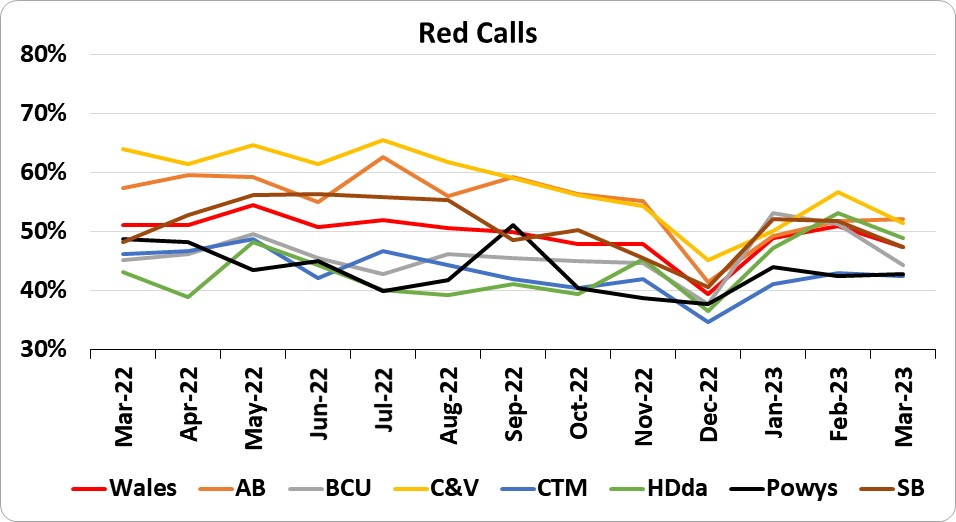 Red Calls
80%
70%
60%
50%
40%
30%
Mar-22 Apr-22 May-22 Jun-22 Jul-22 Aug-22 Sep-22 Oct-22 Nov-22 Dec-22 Jan-23 Feb-23 Mar-23
Wales AB BCU C&V CTM HDda Powys SB